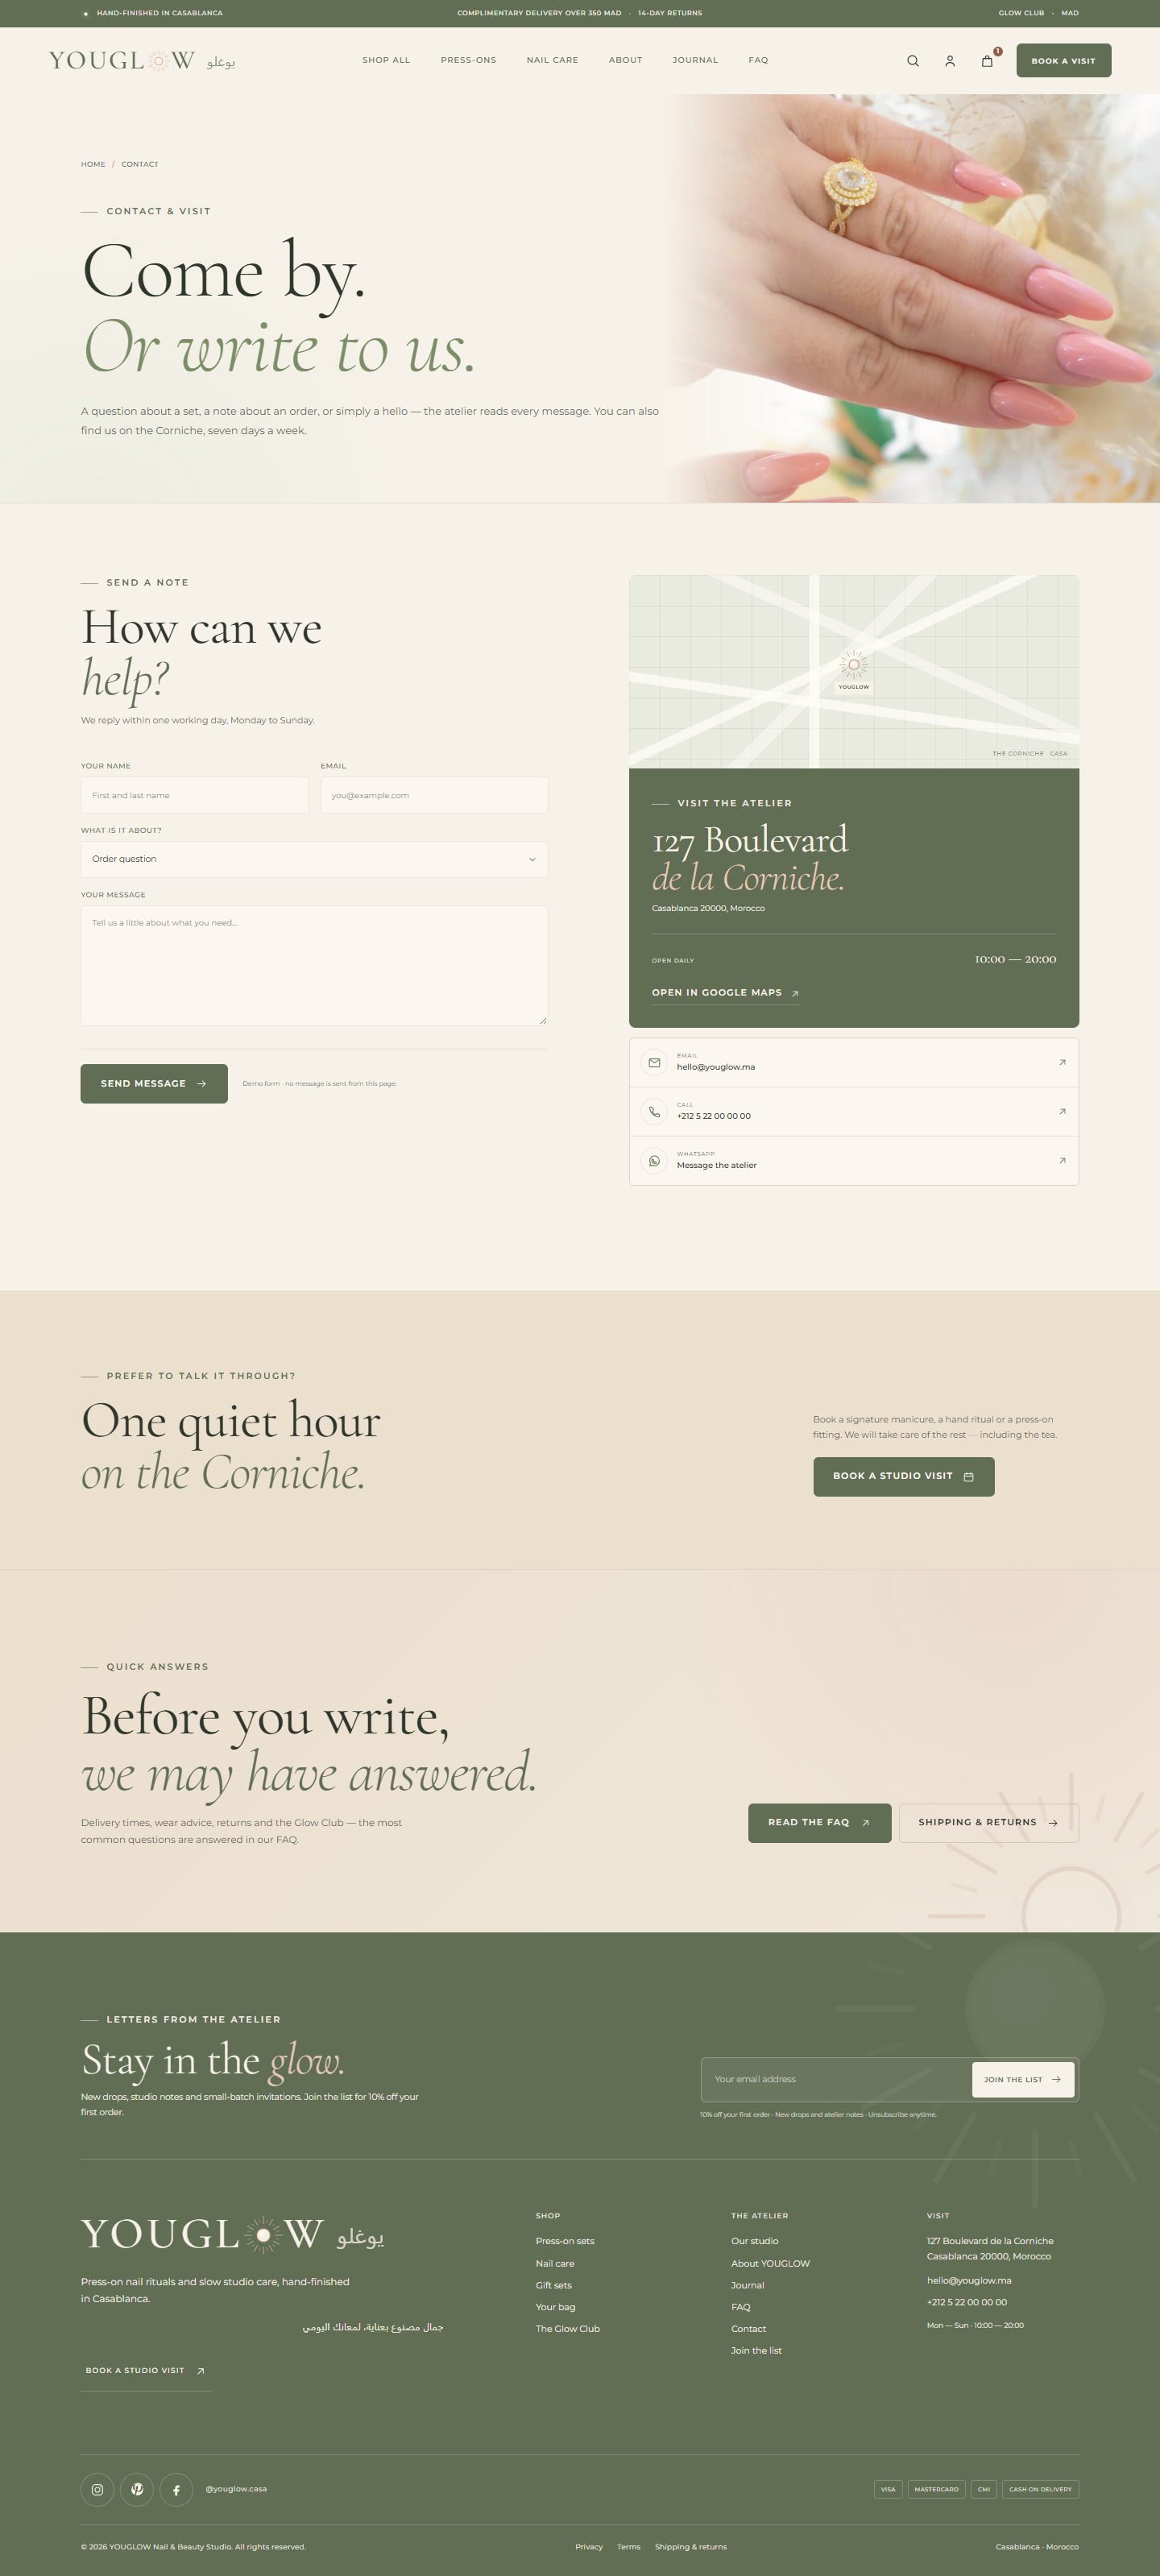 HAND-FINISHED IN CASABLANCA
COMPLIMENTARY DELIVERY OVER 350 MAD · 14-DAY RETURNS
GLOW CLUB · MAD
YOUGLOW يوغلو
SHOP ALL
PRESS-ONS
NAIL CARE
ABOUT
JOURNAL
FAQ
1
BOOK A VISIT
HOME / CONTACT
CONTACT & VISIT
Come by.
Or write to us.
A question about a set, a note about an order, or simply a hello — the atelier reads every message. You can also
find us on the Corniche, seven days a week.
SEND A NOTE
How can we
help?
We reply within one working day, Monday to Sunday.
YOUR NAME
EMAIL
First and last name
you@example.com
WHAT IS IT ABOUT?
Order question
YOUR MESSAGE
Tell us a little about what you need...
SEND MESSAGE
Demo form · no message is sent from this page.
YOUGLOW
THE CORNICHE · CASA
VISIT THE ATELIER
127 Boulevard
de la Corniche.
Casablanca 20000, Morocco
OPEN DAILY
10:00 — 20:00
OPEN IN GOOGLE MAPS
EMAIL
hello@youglow.ma
CALL
+212 5 22 00 00 00
WHATSAPP
Message the atelier
PREFER TO TALK IT THROUGH?
One quiet hour
on the Corniche.
Book a signature manicure, a hand ritual or a press-on
fitting. We will take care of the rest — including the tea.
BOOK A STUDIO VISIT
QUICK ANSWERS
Before you write,
we may have answered.
Delivery times, wear advice, returns and the Glow Club — the most
common questions are answered in our FAQ.
READ THE FAQ
SHIPPING & RETURNS
LETTERS FROM THE ATELIER
Stay in the glow.
New drops, studio notes and small-batch invitations. Join the list for 10% off your
first order.
Your email address
JOIN THE LIST
10% off your first order · New drops and atelier notes · Unsubscribe anytime.
YOUGLOW يوغلو
Press-on nail rituals and slow studio care, hand-finished
in Casablanca.
جمال مصنوع بعناية، لمعانك اليومي
BOOK A STUDIO VISIT
SHOP
Press-on sets
Nail care
Gift sets
Your bag
The Glow Club
THE ATELIER
Our studio
About YOUGLOW
Journal
FAQ
Contact
Join the list
VISIT
127 Boulevard de la Corniche
Casablanca 20000, Morocco
hello@youglow.ma
+212 5 22 00 00 00
Mon — Sun · 10:00 — 20:00
@youglow.casa
VISA
MASTERCARD
CMI
CASH ON DELIVERY
© 2026 YOUGLOW Nail & Beauty Studio. All rights reserved.
Privacy
Terms
Shipping & returns
Casablanca · Morocco